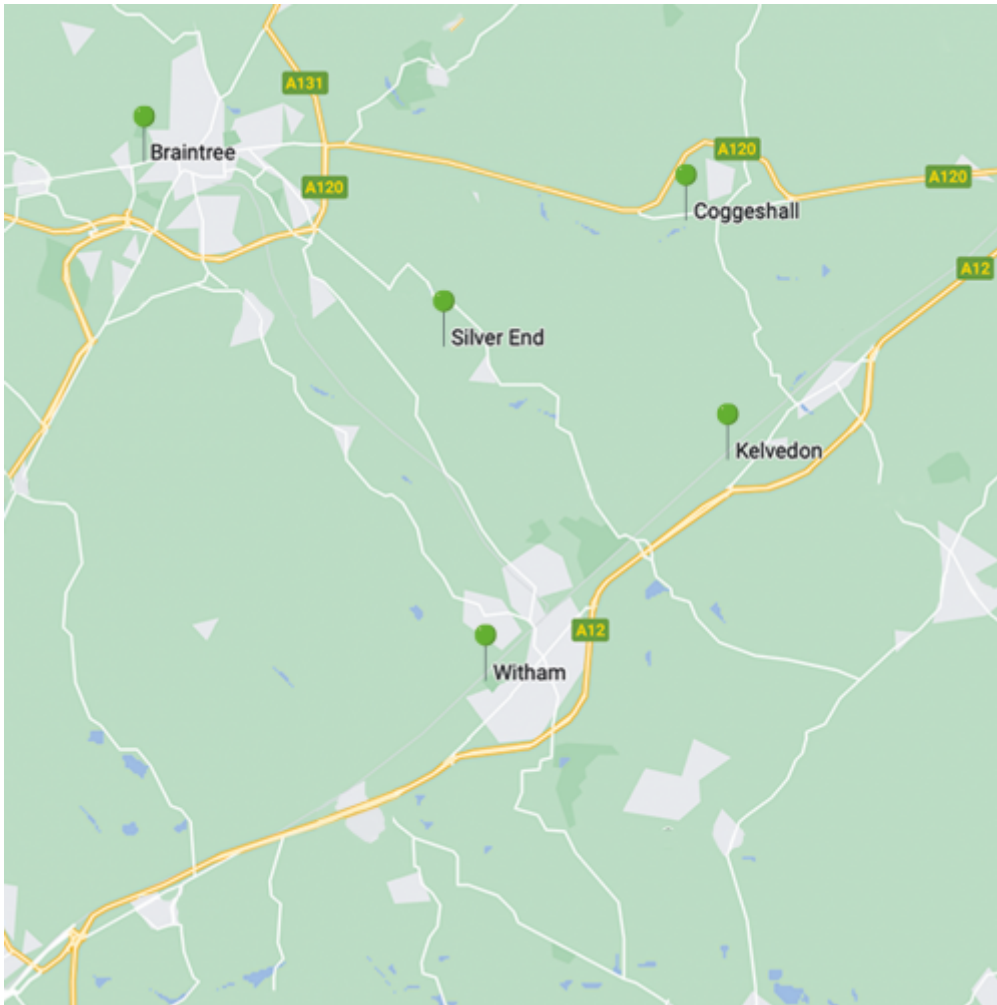 A131
Braintree
A120
A120
A120
Coggeshall
A12
Silver End
Kelvedon
A12
Witham